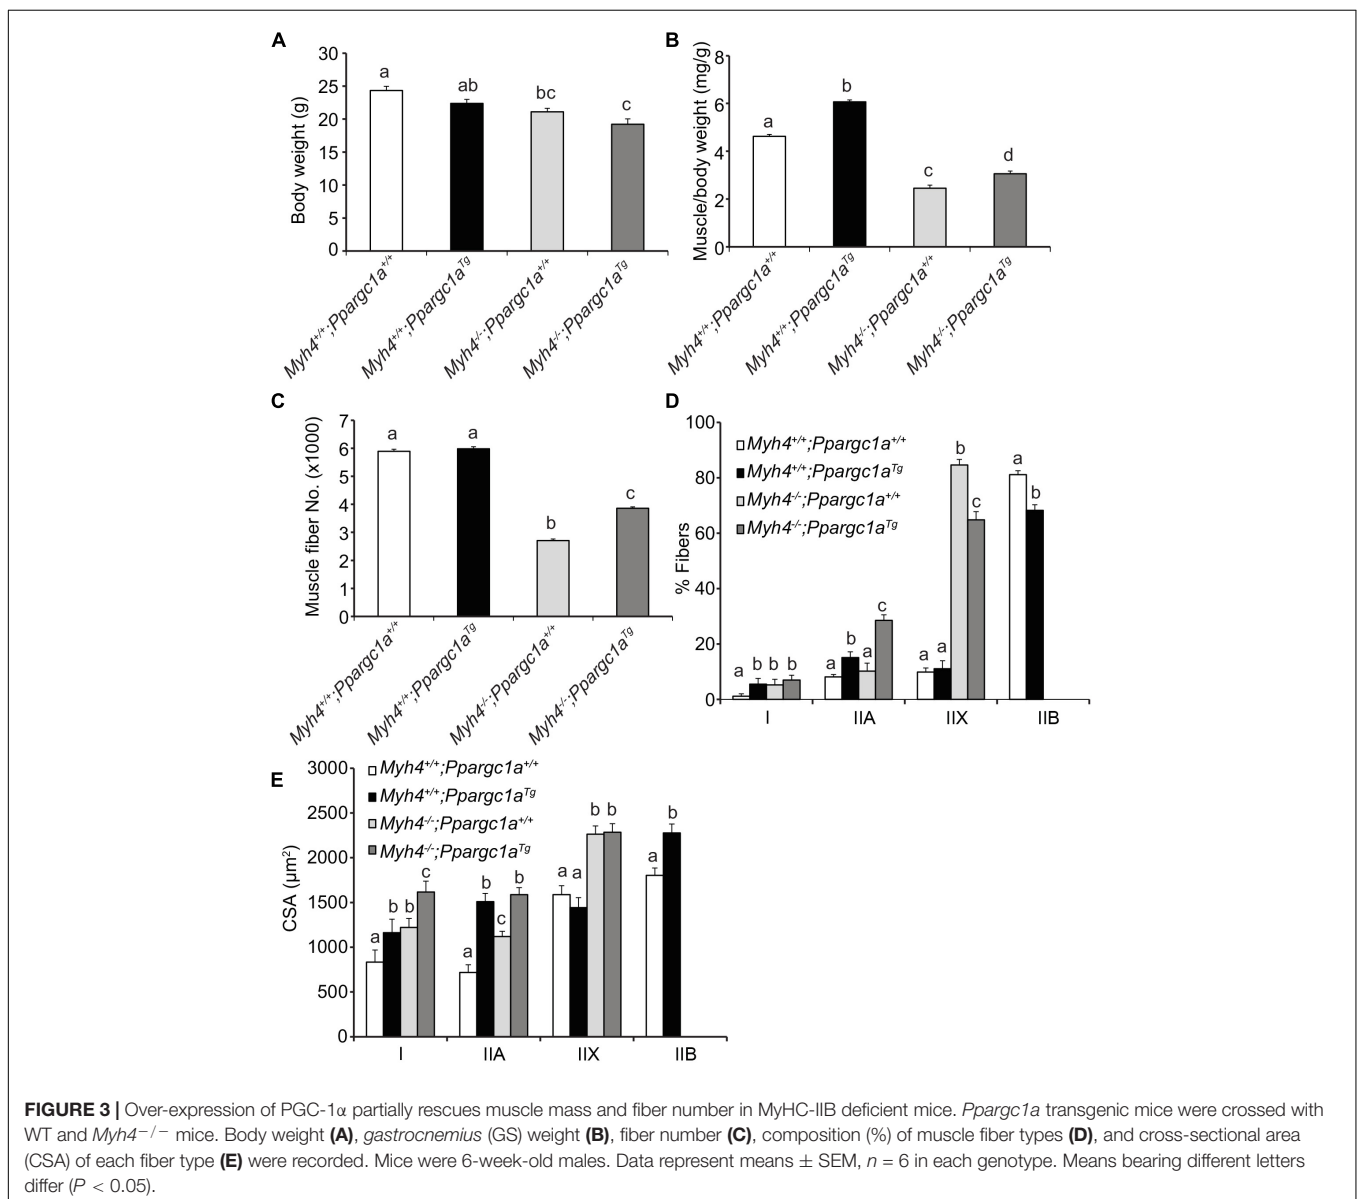 A
Body weight (g)
30
25
20
15
10
5
0
a
ab
bc
c
Myh4+/+;Ppargc1a+/+
Myh4+/+;Ppargc1aTg
Myh4-/-;Ppargc1a+/+
Myh4-/-;Ppargc1aTg
B
Muscle/body weight (mg/g)
8
6
4
2
0
a
b
c
d
Myh4+/+;Ppargc1a+/+
Myh4+/+;Ppargc1aTg
Myh4-/-;Ppargc1a+/+
Myh4-/-;Ppargc1aTg
C
Muscle fiber No. (x1000)
7
6
5
4
3
2
1
0
a
a
b
c
Myh4+/+;Ppargc1a+/+
Myh4+/+;Ppargc1aTg
Myh4-/-;Ppargc1a+/+
Myh4-/-;Ppargc1aTg
D
% Fibers
100
80
60
40
20
0
Myh4+/+;Ppargc1a+/+
Myh4+/+;Ppargc1aTg
Myh4-/-;Ppargc1a+/+
Myh4-/-;Ppargc1aTg
a b b b
a b a c
a a b c
a b
I IIA IIX IIB
E
CSA (µm2)
3000
2500
2000
1500
1000
500
0
Myh4+/+;Ppargc1a+/+
Myh4+/+;Ppargc1aTg
Myh4-/-;Ppargc1a+/+
Myh4-/-;Ppargc1aTg
a b b c
a b c b
a a b b
a b
I IIA IIX IIB
FIGURE 3 | Over-expression of PGC-1α partially rescues muscle mass and fiber number in MyHC-IIB deficient mice. Ppargc1a transgenic mice were crossed with
WT and Myh4−/− mice. Body weight (A), gastrocnemius (GS) weight (B), fiber number (C), composition (%) of muscle fiber types (D), and cross-sectional area
(CSA) of each fiber type (E) were recorded. Mice were 6-week-old males. Data represent means ± SEM, n = 6 in each genotype. Means bearing different letters
differ (P < 0.05).